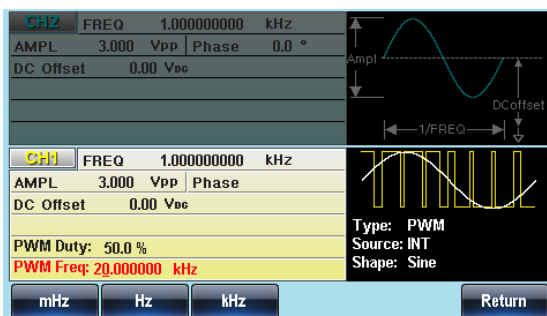 CH2 FREQ 1.000000000 kHz
AMPL 3.000 Vpp Phase 0.0 °
DC Offset 0.00 VDC
Ampl
DCoffset
1/FREQ
CH1 FREQ 1.000000000 kHz
AMPL 3.000 Vpp Phase
DC Offset 0.00 VDC
PWM Duty: 50.0 %
PWM Freq: 20.000000 kHz
Type: PWM
Source: INT
Shape: Sine
mHz Hz kHz Return